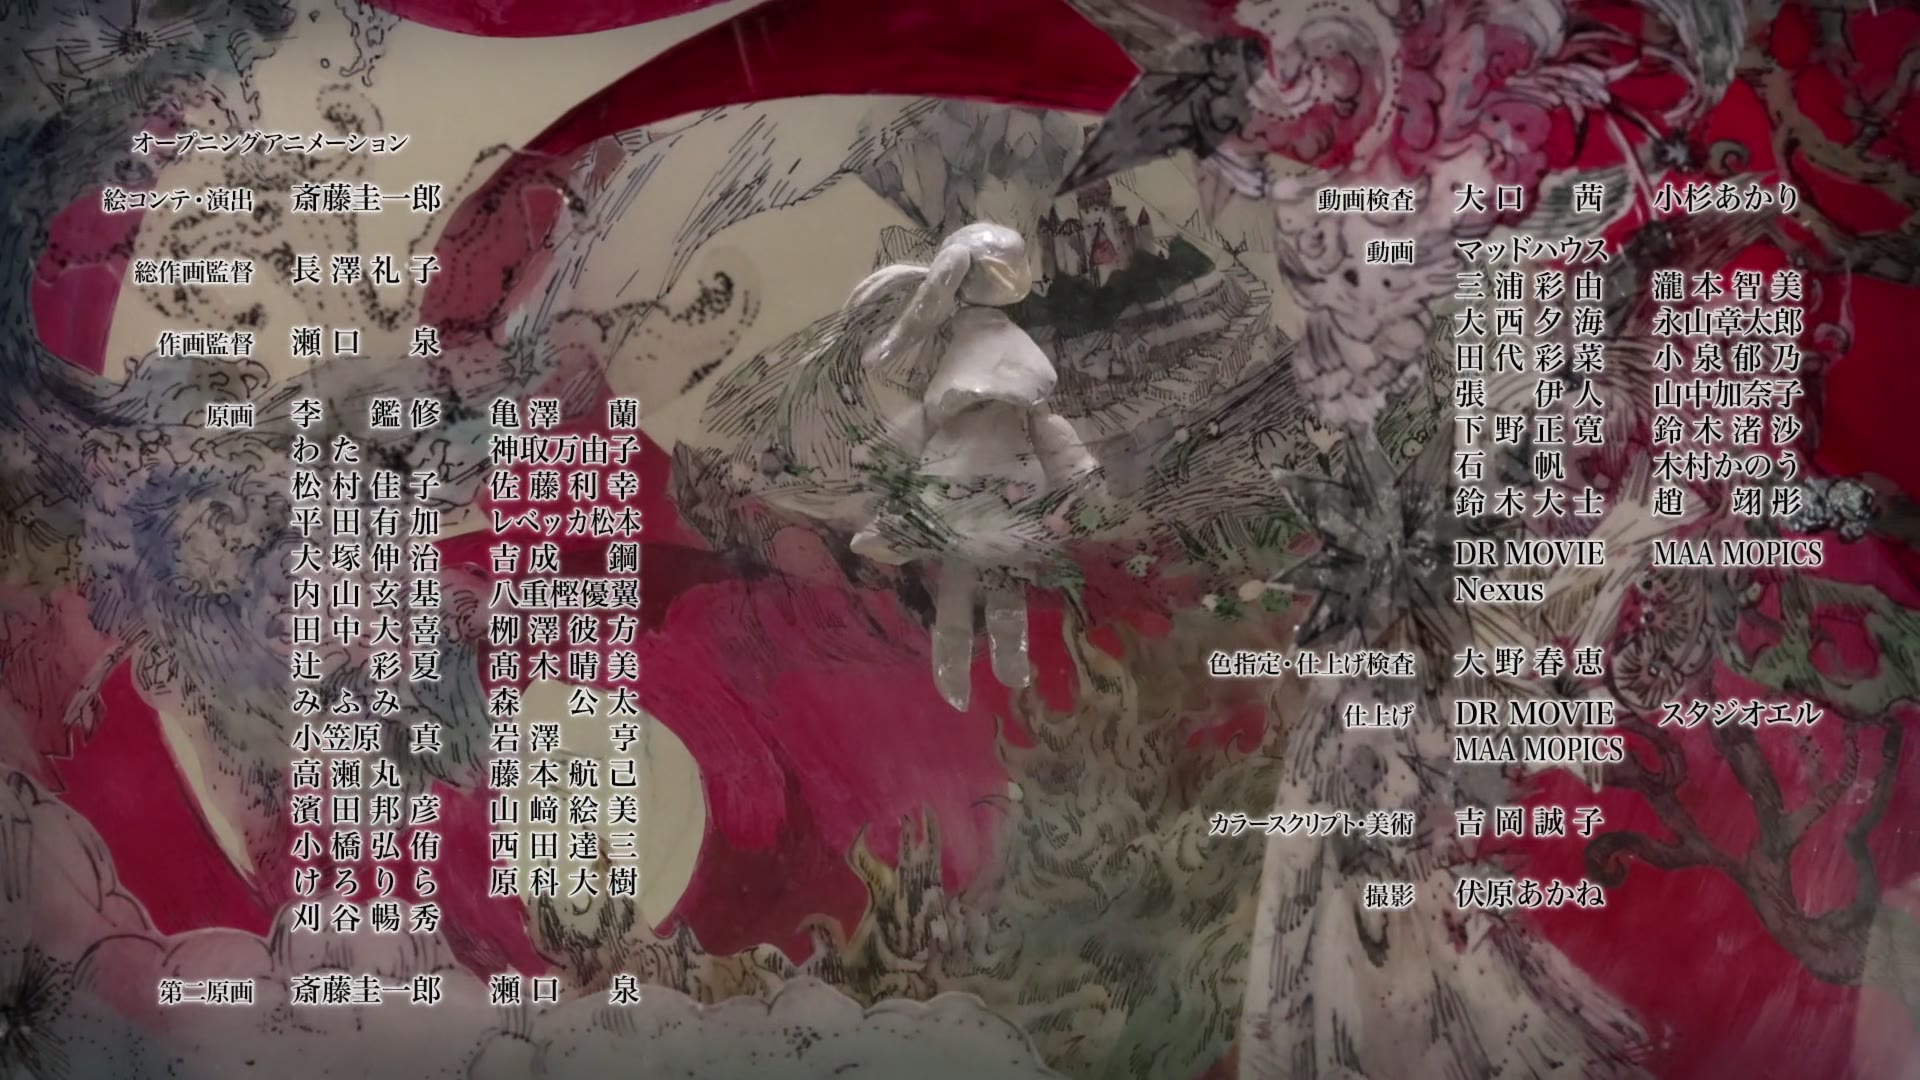 オープニングアニメーション
絵コンテ・演出 斎藤圭一郎
総作画監督 長澤礼子
作画監督 瀬口泉
原画 李鑑修 亀澤蘭
わた 神取万由子
松村佳子 佐藤利幸
平田有加 レベッカ松本
大塚伸治 吉成鋼
内山玄基 八重樫優翼
田中大喜 柳澤彼方
辻彩夏 髙木晴美
みふみ 森公太
小笠原真 岩澤亨
高瀬丸 藤本航己
濱田邦彦 山﨑絵美
小橋弘侑 西田達三
けろりら 原科大樹
刈谷暢秀
第二原画 斎藤圭一郎 瀬口泉
動画検査 大口茜 小杉あかり
動画 マッドハウス
三浦彩由 瀧本智美
大西夕海 永山章太郎
田代彩菜 小泉郁乃
張伊人 山中加奈子
下野正寛 鈴木渚沙
石帆 木村かのう
鈴木大士 趙翊彤
DR MOVIE MAA MOPICS
Nexus
色指定・仕上げ検査 大野春恵
仕上げ DR MOVIE スタジオエル
MAA MOPICS
カラースクリプト・美術 吉岡誠子
撮影 伏原あかね